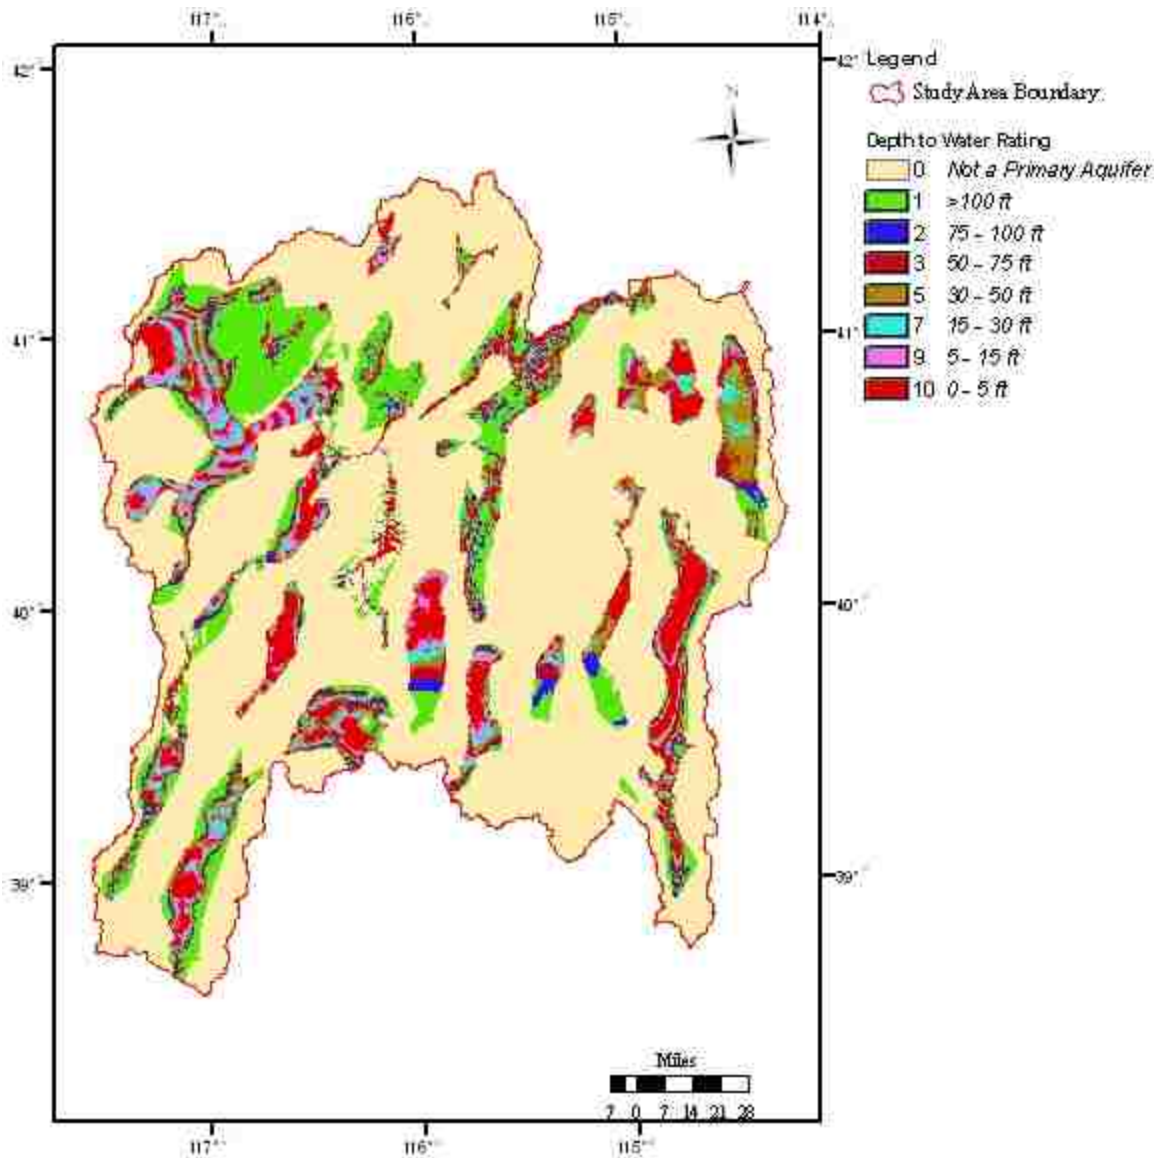 117°
116°
115°
114°
42°
42°
Legend
Study Area Boundary
N
Depth to Water Rating
0 Not a Primary Aquifer
1 >100 ft
2 75 - 100 ft
3 50 - 75 ft
5 30 - 50 ft
7 15 - 30 ft
9 5 - 15 ft
10 0 - 5 ft
41°
41°
40°
40°
39°
39°
Miles
7 0 7 14 21 28
117°
116°
115°